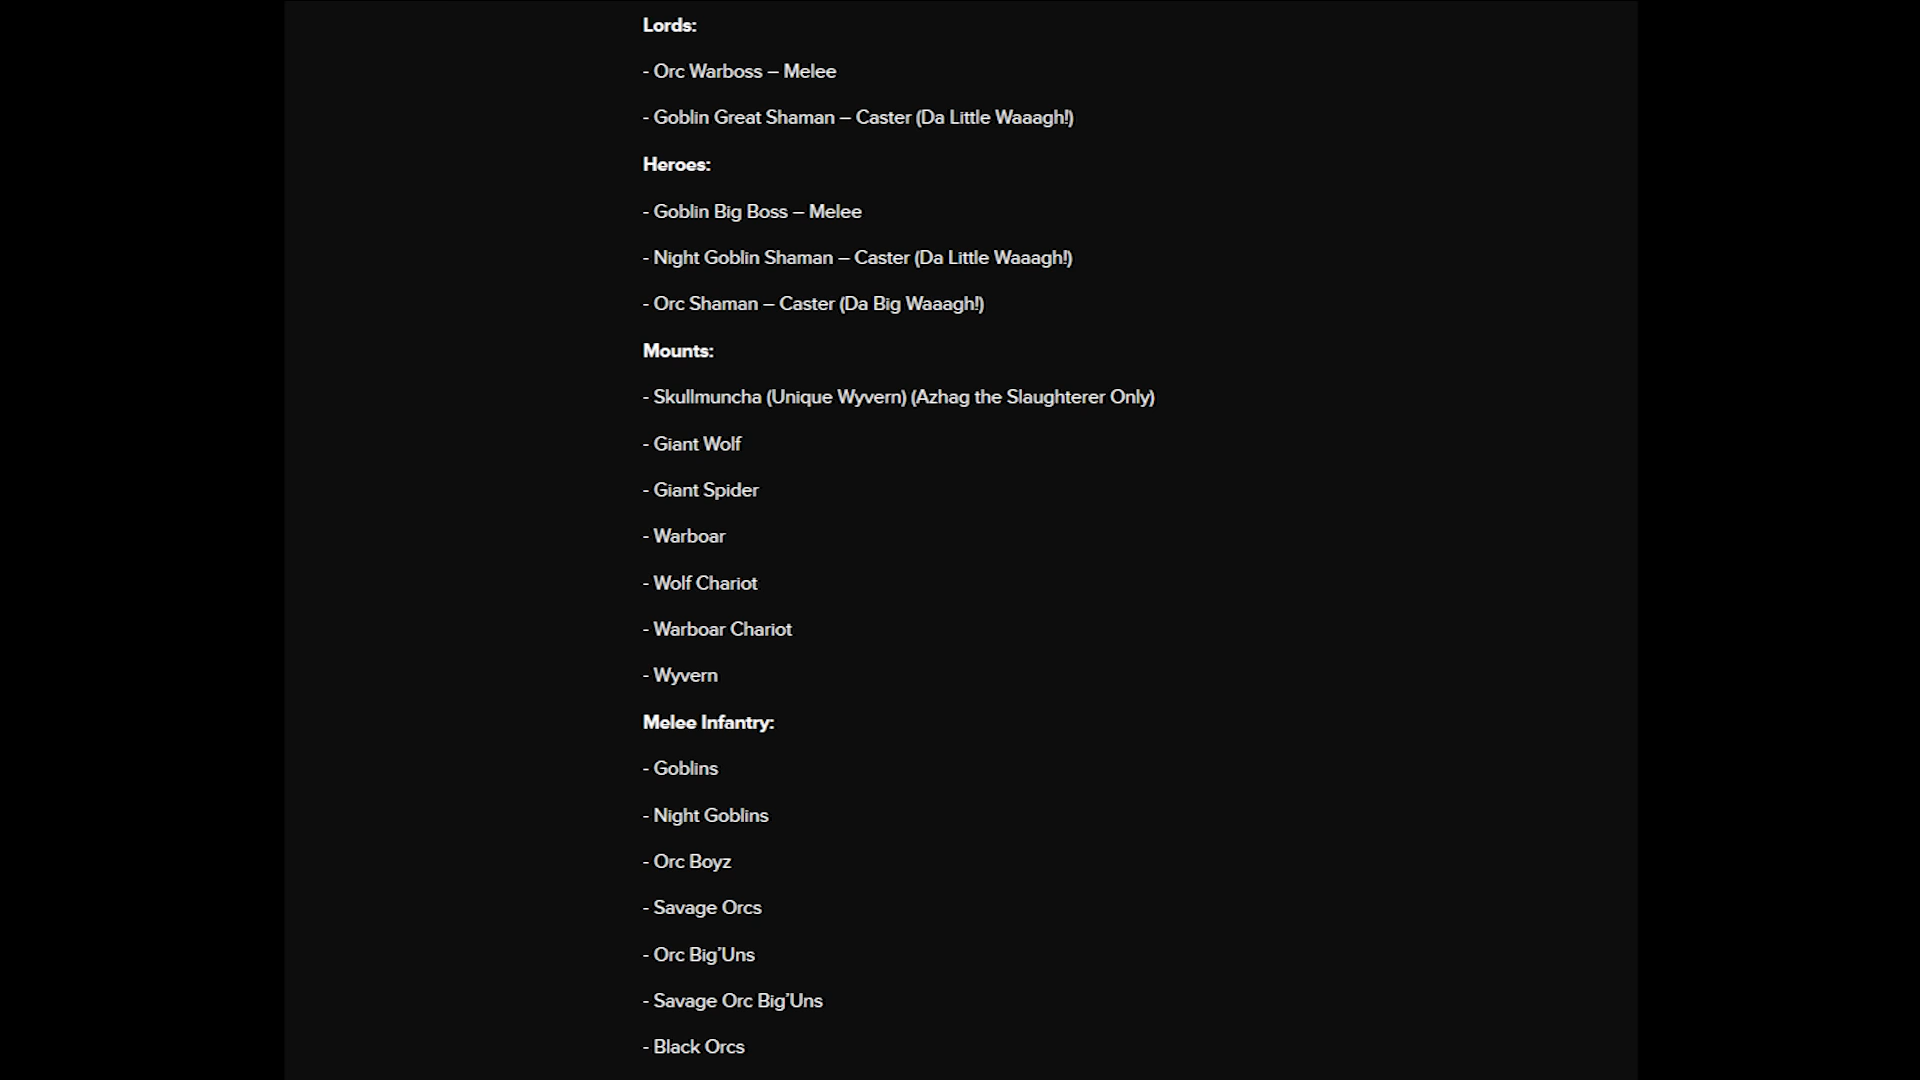 Lords:
- Orc Warboss – Melee
- Goblin Great Shaman – Caster (Da Little Waaagh!)
Heroes:
- Goblin Big Boss – Melee
- Night Goblin Shaman – Caster (Da Little Waaagh!)
- Orc Shaman – Caster (Da Big Waaagh!)
Mounts:
- Skullmuncha (Unique Wyvern) (Azhag the Slaughterer Only)
- Giant Wolf
- Giant Spider
- Warboar
- Wolf Chariot
- Warboar Chariot
- Wyvern
Melee Infantry:
- Goblins
- Night Goblins
- Orc Boyz
- Savage Orcs
- Orc Big’Uns
- Savage Orc Big’Uns
- Black Orcs